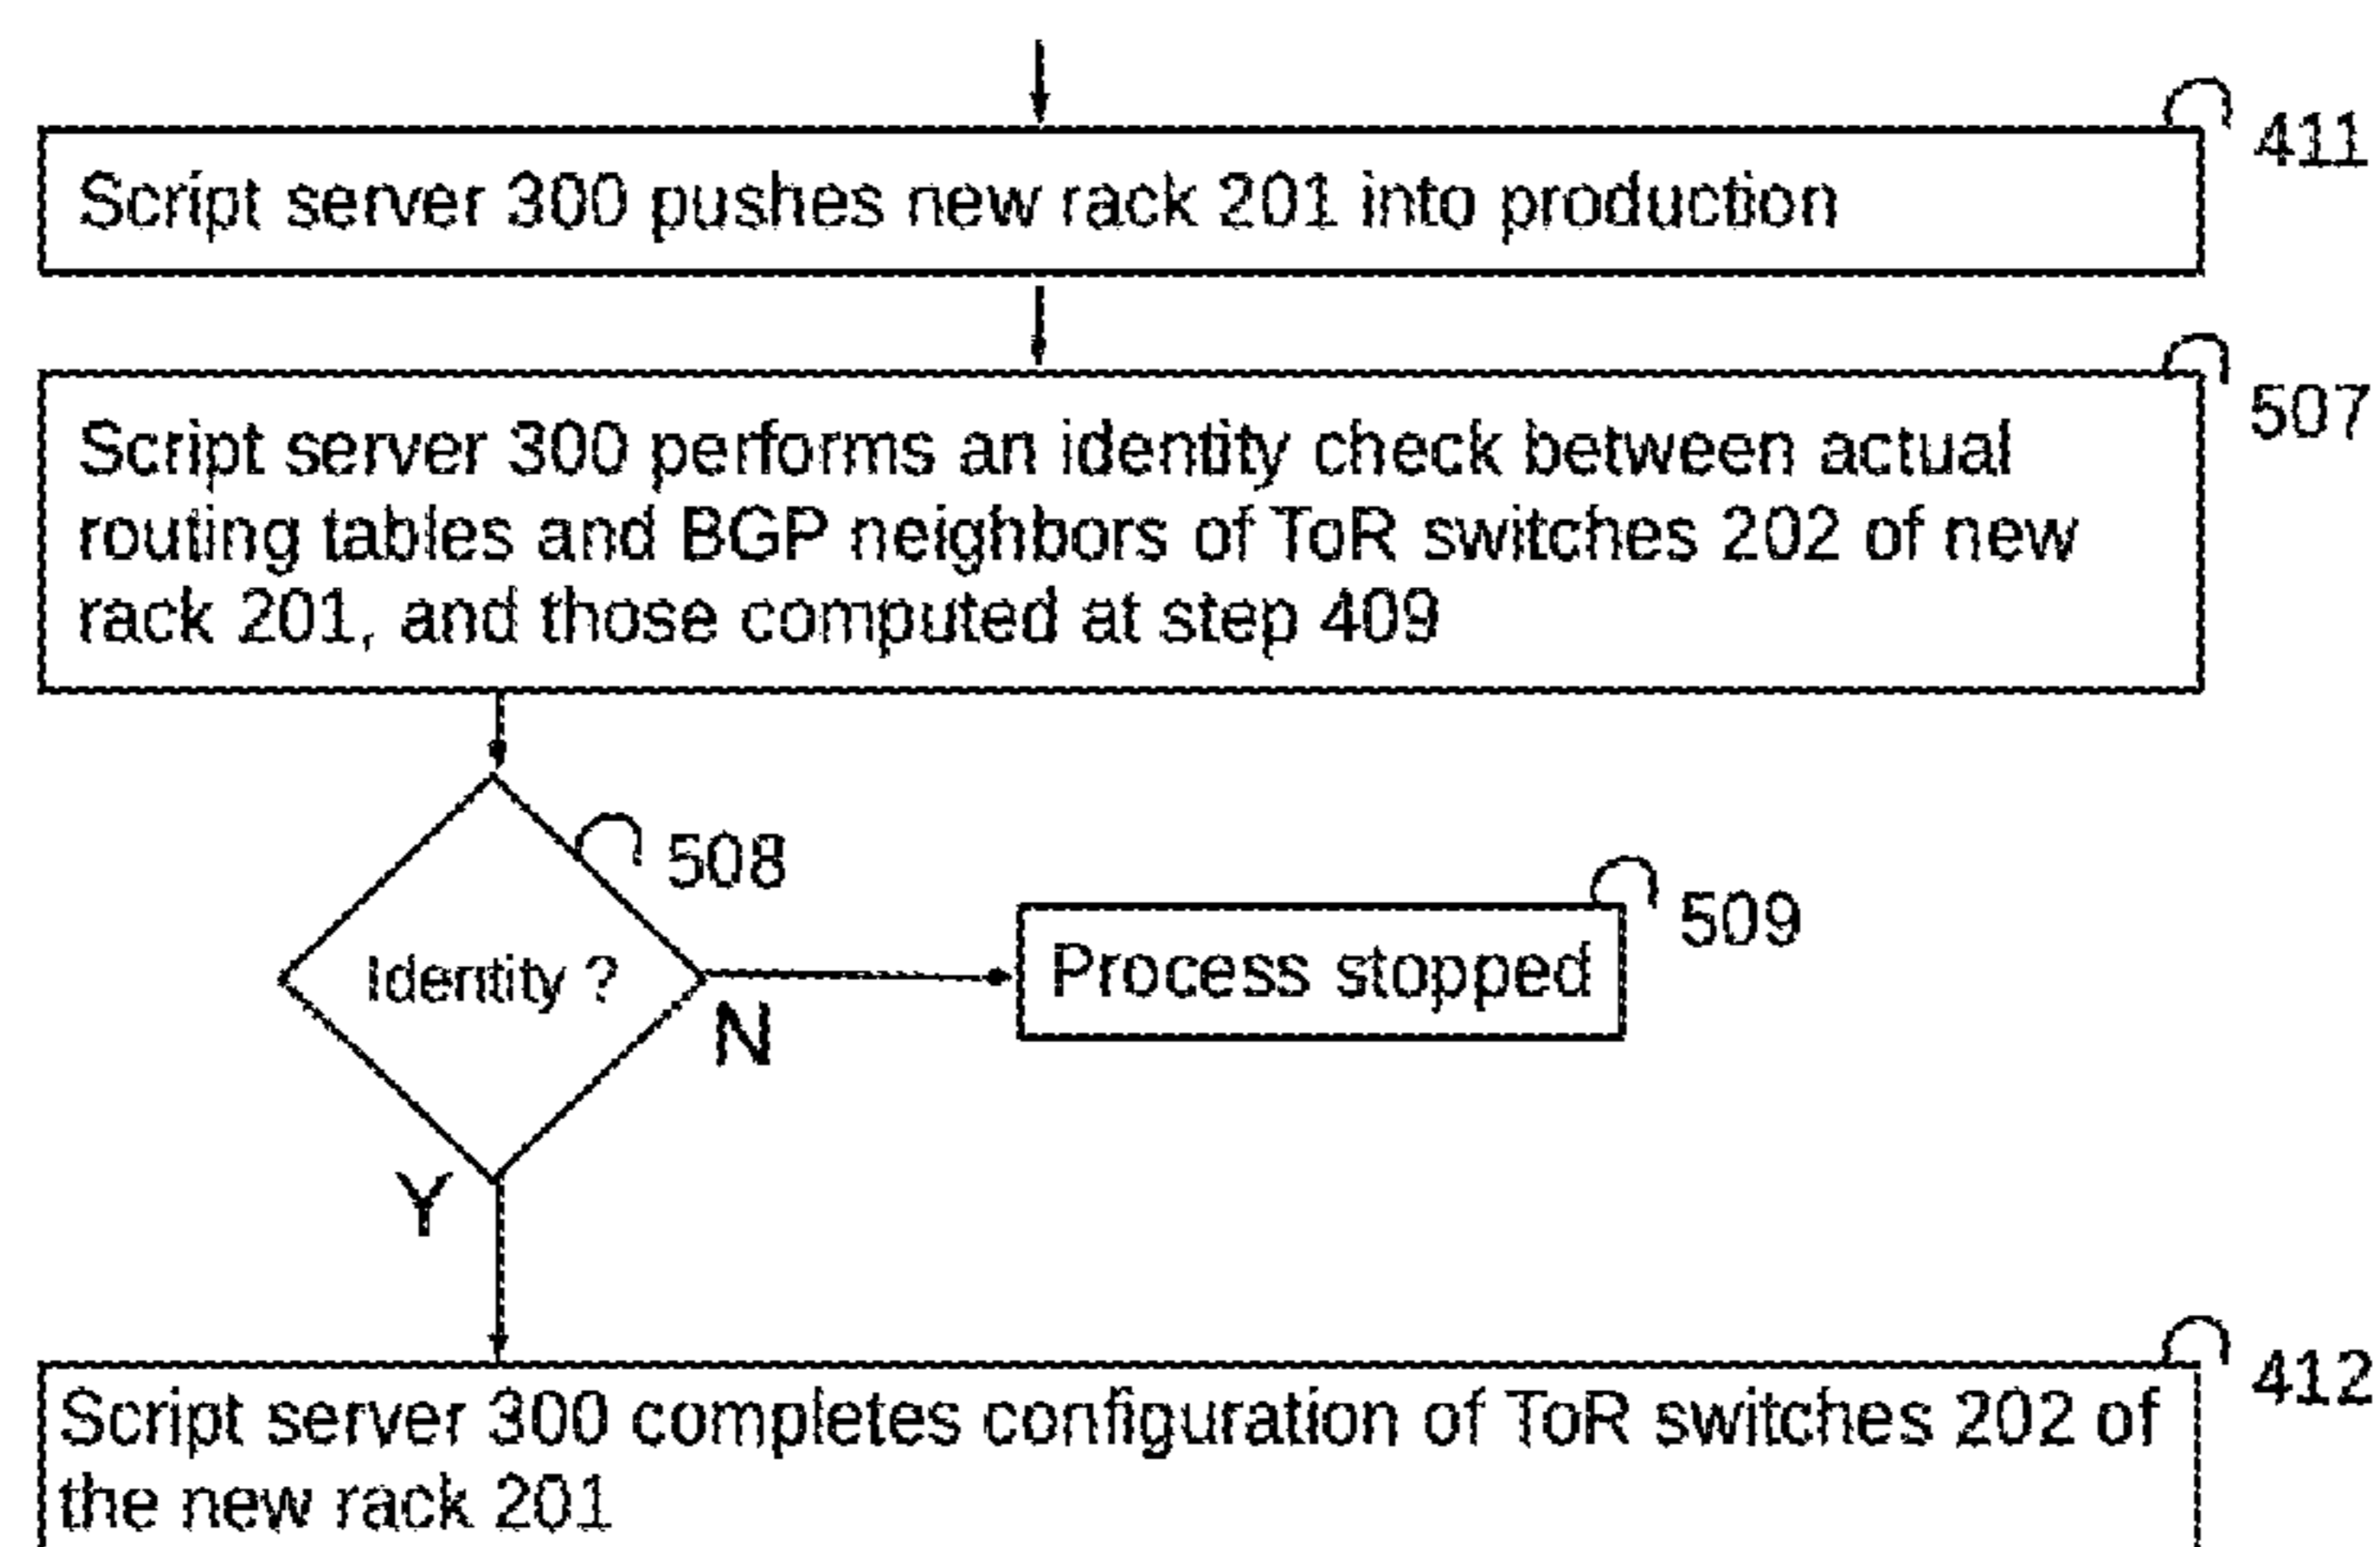 411
Script server 300 pushes new rack 201 into production
507
Script server 300 performs an identity check between actual
routing tables and BGP neighbors of ToR switches 202 of new
rack 201, and those computed at step 409
508
509
Identity ?
Process stopped
N
Y
412
Script server 300 completes configuration of ToR switches 202 of
the new rack 201